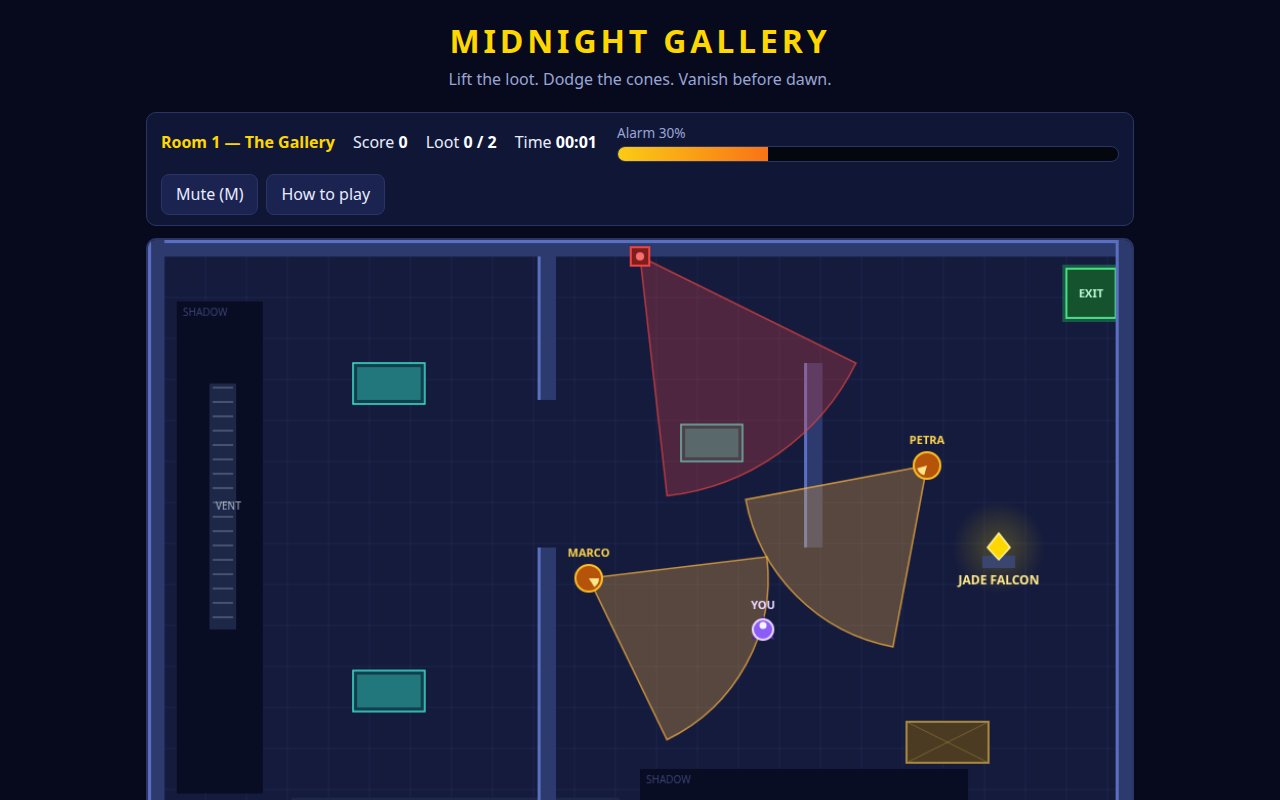 MIDNIGHT GALLERY
Lift the loot. Dodge the cones. Vanish before dawn.
Room 1 — The Gallery Score 0 Loot 0 / 2 Time 00:01 Alarm 30%
Mute (M) How to play
EXIT
SHADOW
PETRA
VENT
MARCO
JADE FALCON
YOU
SHADOW